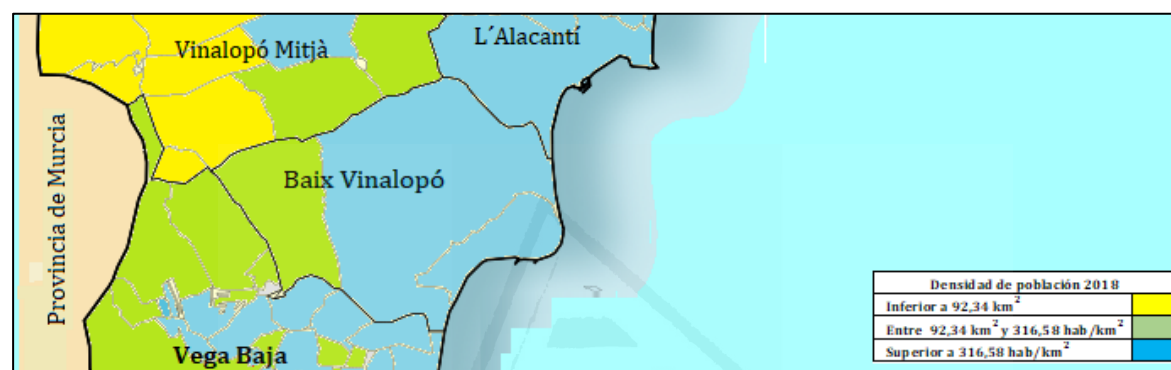 Vinalopó Mitjà
L´Alacantí
Provincia de Murcia
Baix Vinalopó
Vega Baja
Densidad de población 2018
Inferior a 92,34 km²
Entre 92,34 km² y 316,58 hab/km²
Superior a 316,58 hab/km²